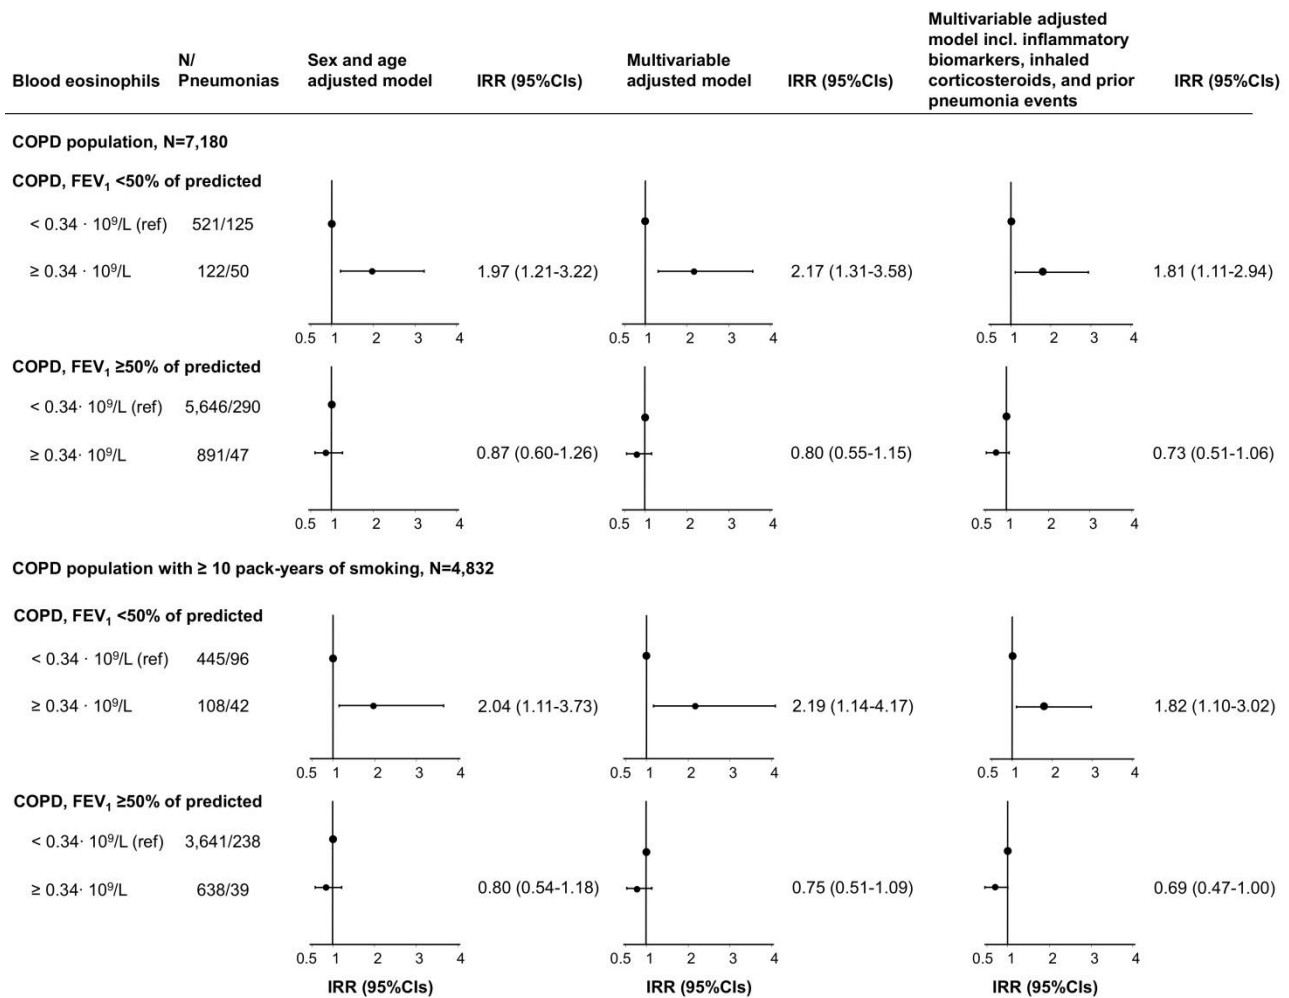 Multivariable adjusted
model incl. inflammatory
N/ Sex and age Multivariable biomarkers, inhaled
Blood eosinophils Pneumonias adjusted model IRR (95%CIs) adjusted model IRR (95%CIs) corticosteroids, and prior IRR (95%CIs)
pneumonia events
COPD population, N=7,180
COPD, FEV₁ <50% of predicted
< 0.34 · 10⁹/L (ref) 521/125
≥ 0.34 · 10⁹/L 122/50 1.97 (1.21-3.22) 2.17 (1.31-3.58) 1.81 (1.11-2.94)
0.5 1 2 3 4 0.5 1 2 3 4 0.5 1 2 3 4
COPD, FEV₁ ≥50% of predicted
< 0.34· 10⁹/L (ref) 5,646/290
≥ 0.34· 10⁹/L 891/47 0.87 (0.60-1.26) 0.80 (0.55-1.15) 0.73 (0.51-1.06)
0.5 1 2 3 4 0.5 1 2 3 4 0.5 1 2 3 4
COPD population with ≥ 10 pack-years of smoking, N=4,832
COPD, FEV₁ <50% of predicted
< 0.34 · 10⁹/L (ref) 445/96
≥ 0.34 · 10⁹/L 108/42 2.04 (1.11-3.73) 2.19 (1.14-4.17) 1.82 (1.10-3.02)
0.5 1 2 3 4 0.5 1 2 3 4 0.5 1 2 3 4
COPD, FEV₁ ≥50% of predicted
< 0.34· 10⁹/L (ref) 3,641/238
≥ 0.34· 10⁹/L 638/39 0.80 (0.54-1.18) 0.75 (0.51-1.09) 0.69 (0.47-1.00)
0.5 1 2 3 4 0.5 1 2 3 4 0.5 1 2 3 4
IRR (95%CIs) IRR (95%CIs) IRR (95%CIs)